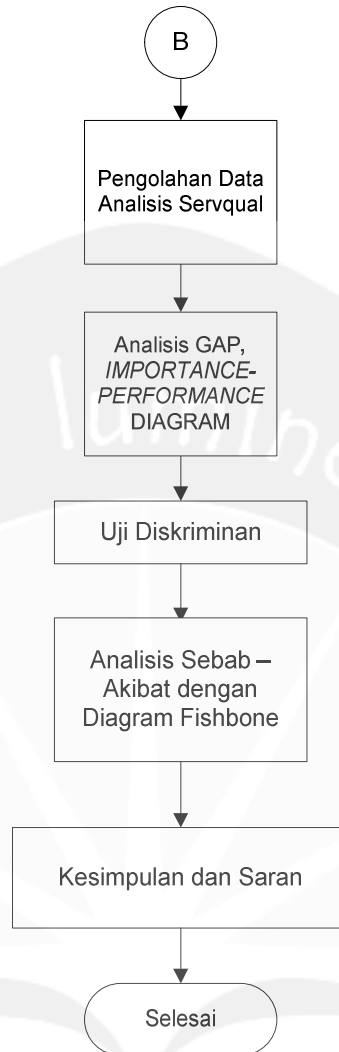 B
Pengolahan Data
Analisis Servqual
Analisis GAP,
IMPORTANCE-
PERFORMANCE
DIAGRAM
Uji Diskriminan
Analisis Sebab –
Akibat dengan
Diagram Fishbone
Kesimpulan dan Saran
Selesai